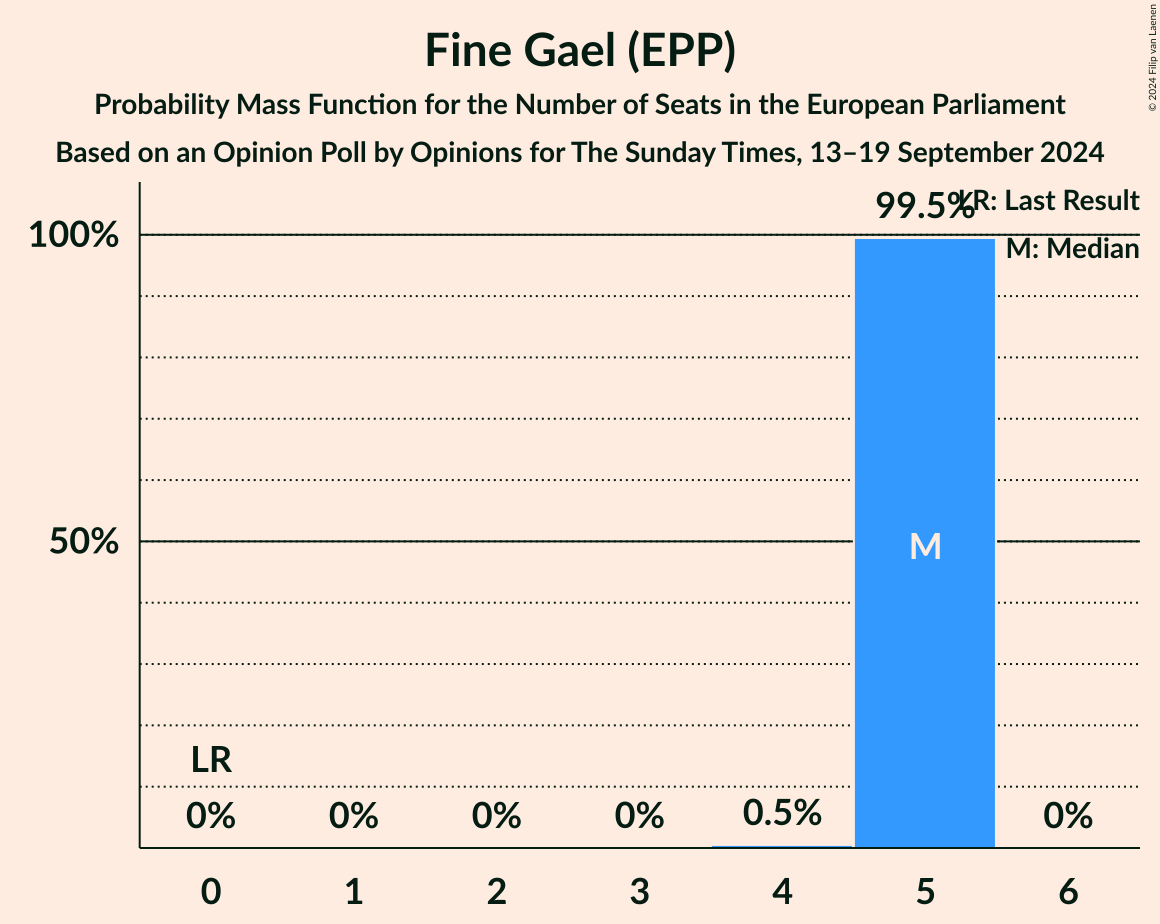 Fine Gael (EPP)
Probability Mass Function for the Number of Seats in the European Parliament
Based on an Opinion Poll by Opinions for The Sunday Times, 13–19 September 2024
© 2024 Filip van Laenen
LR: Last Result
M: Median
99.5%
100%
50%
M
LR
0% 0% 0% 0% 0.5% 0%
0 1 2 3 4 5 6